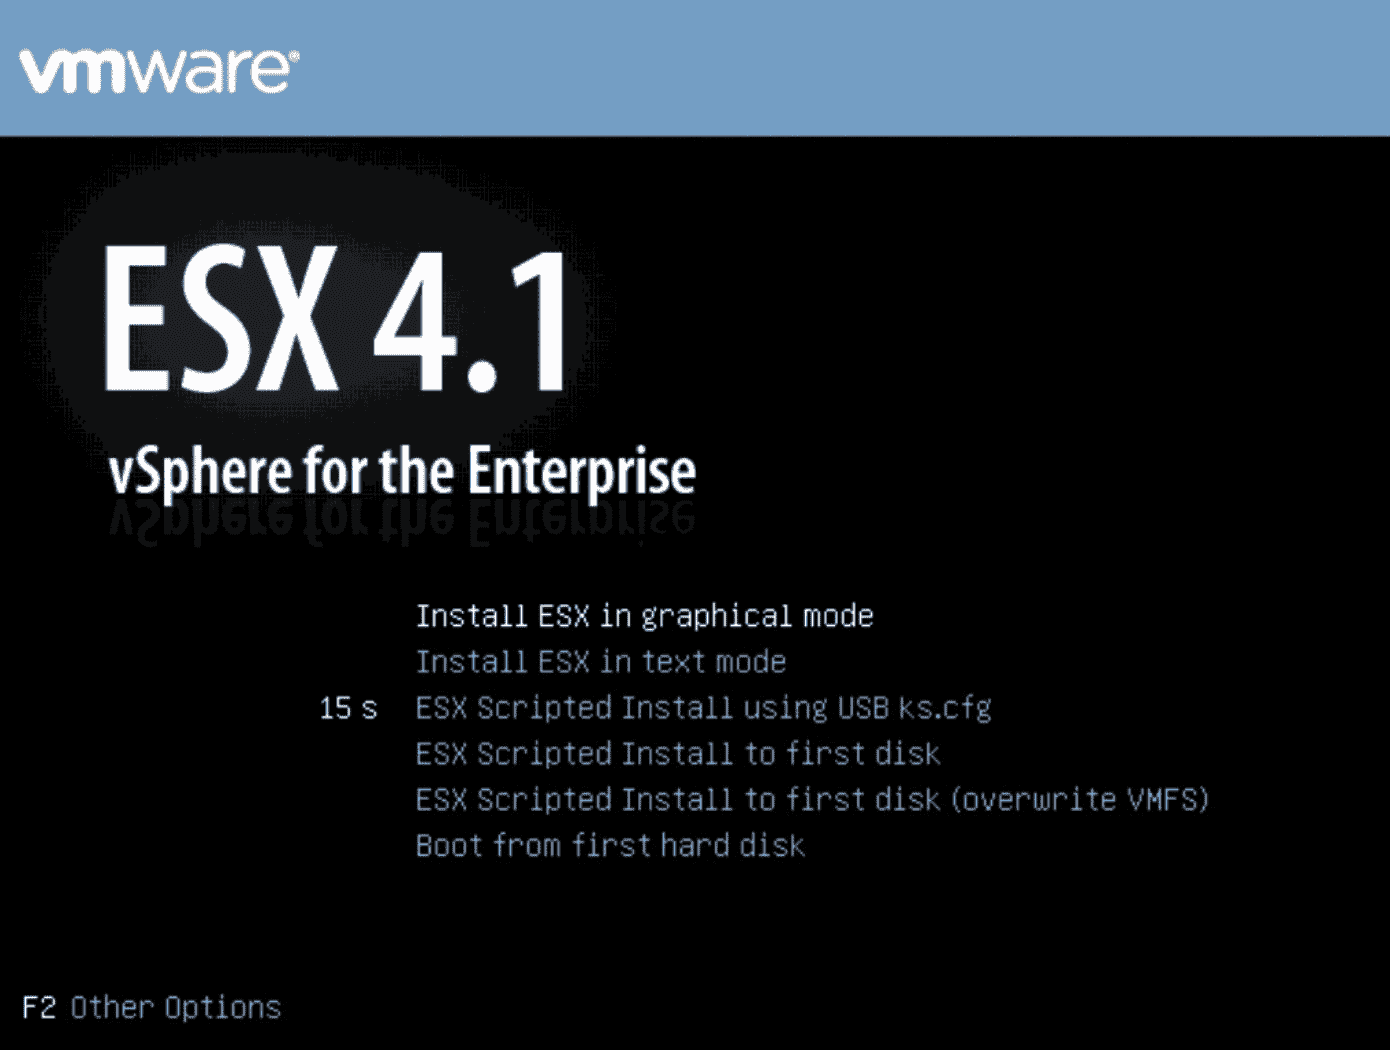 vmware®
ESX 4.1
vSphere for the Enterprise
Install ESX in graphical mode
Install ESX in text mode
15 s ESX Scripted Install using USB ks.cfg
ESX Scripted Install to first disk
ESX Scripted Install to first disk (overwrite VMFS)
Boot from first hard disk
F2 Other Options